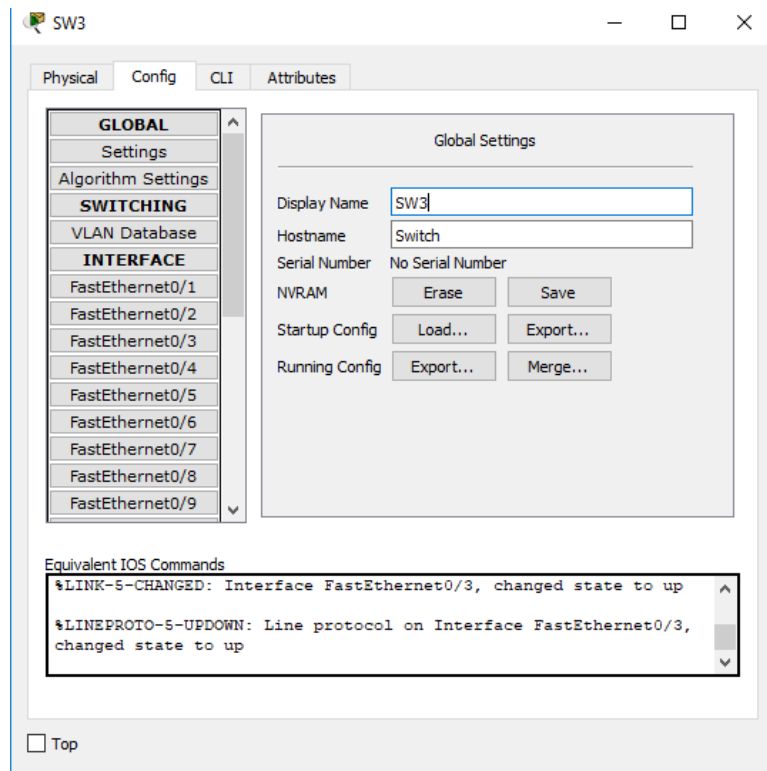 SW3
Physical Config CLI Attributes
GLOBAL
Settings
Algorithm Settings
SWITCHING
VLAN Database
INTERFACE
FastEthernet0/1
FastEthernet0/2
FastEthernet0/3
FastEthernet0/4
FastEthernet0/5
FastEthernet0/6
FastEthernet0/7
FastEthernet0/8
FastEthernet0/9
Global Settings
Display Name SW3
Hostname Switch
Serial Number No Serial Number
NVRAM Erase Save
Startup Config Load... Export...
Running Config Export... Merge...
Equivalent IOS Commands
%LINK-5-CHANGED: Interface FastEthernet0/3, changed state to up
%LINEPROTO-5-UPDOWN: Line protocol on Interface FastEthernet0/3,
changed state to up
Top